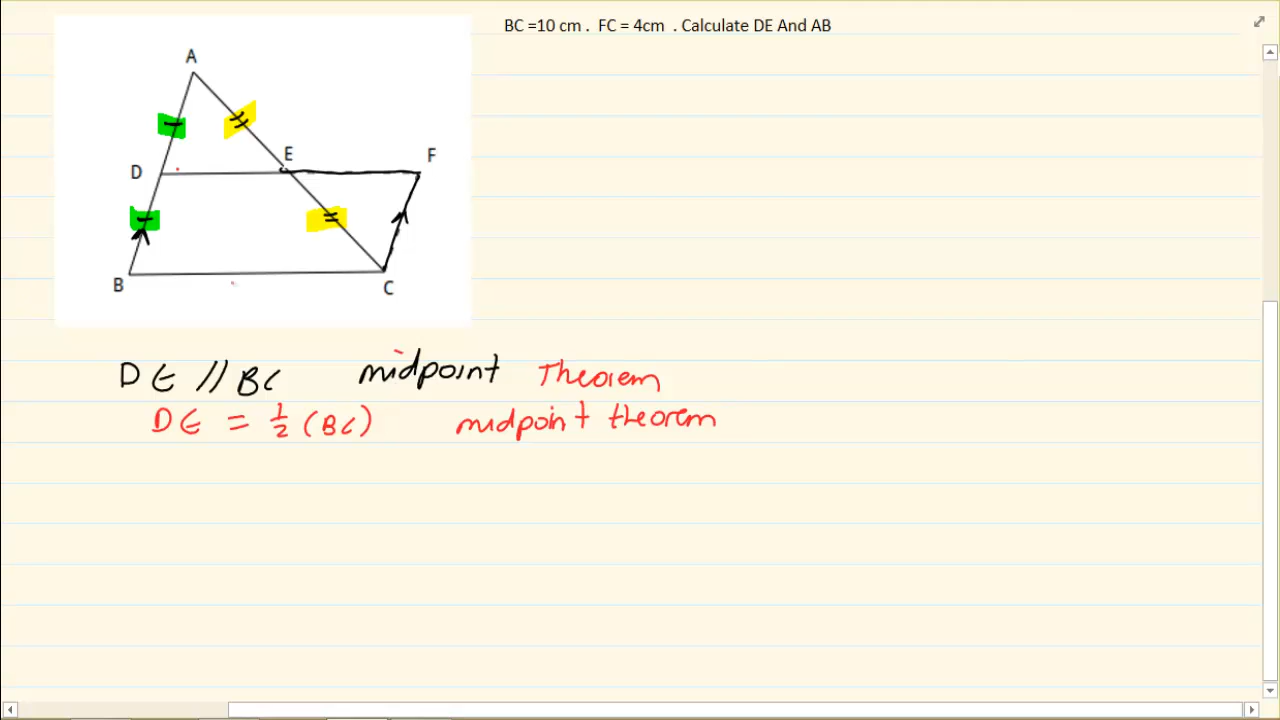 BC =10 cm . FC = 4cm . Calculate DE And AB
A
D
E
F
B
C
DE // BC midpoint Theorem
DE = 1/2 (BC) midpoint theorem